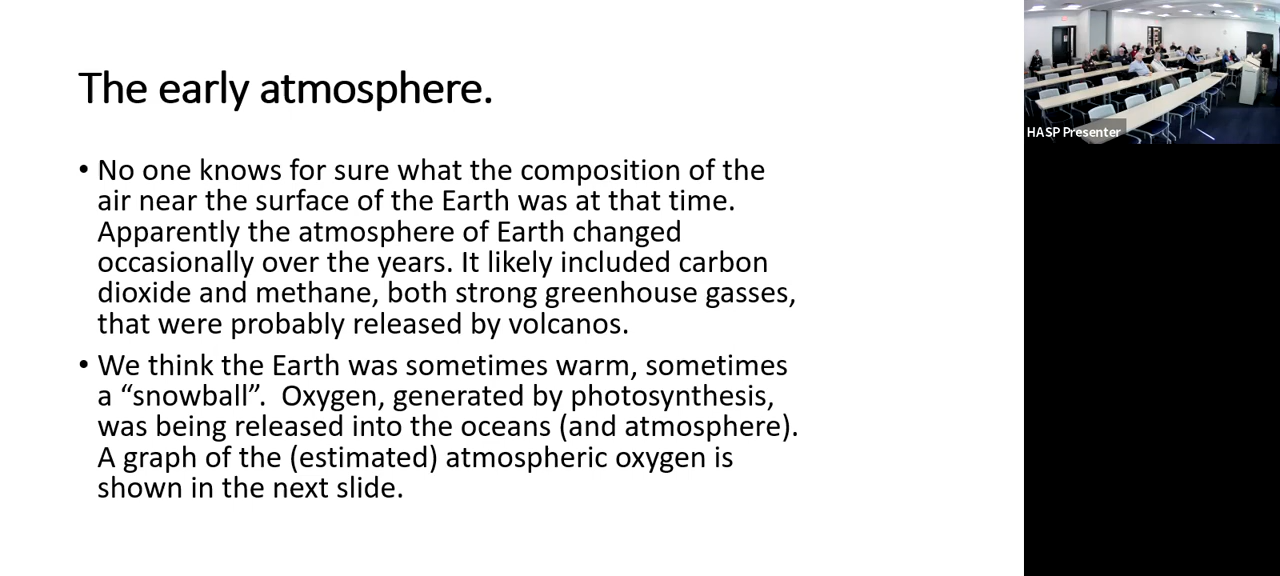 The early atmosphere.
• No one knows for sure what the composition of the
air near the surface of the Earth was at that time.
Apparently the atmosphere of Earth changed
occasionally over the years. It likely included carbon
dioxide and methane, both strong greenhouse gasses,
that were probably released by volcanos.
• We think the Earth was sometimes warm, sometimes
a “snowball”.  Oxygen, generated by photosynthesis,
was being released into the oceans (and atmosphere).
A graph of the (estimated) atmospheric oxygen is
shown in the next slide.
HASP Presenter